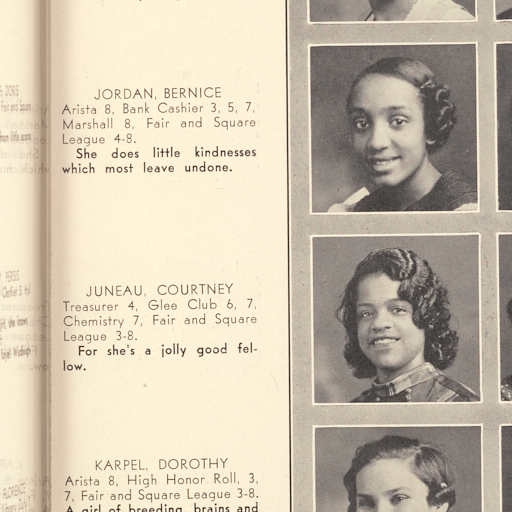 JORDAN, BERNICE
Arista 8, Bank Cashier 3, 5, 7,
Marshall 8, Fair and Square
League 4-8.
She does little kindnesses
which most leave undone.
JUNEAU, COURTNEY
Treasurer 4, Glee Club 6, 7,
Chemistry 7, Fair and Square
League 3-8.
For she's a jolly good fel-
low.
KARPEL, DOROTHY
Arista 8, High Honor Roll, 3,
7, Fair and Square League 3-8.
A girl of breeding, brains and